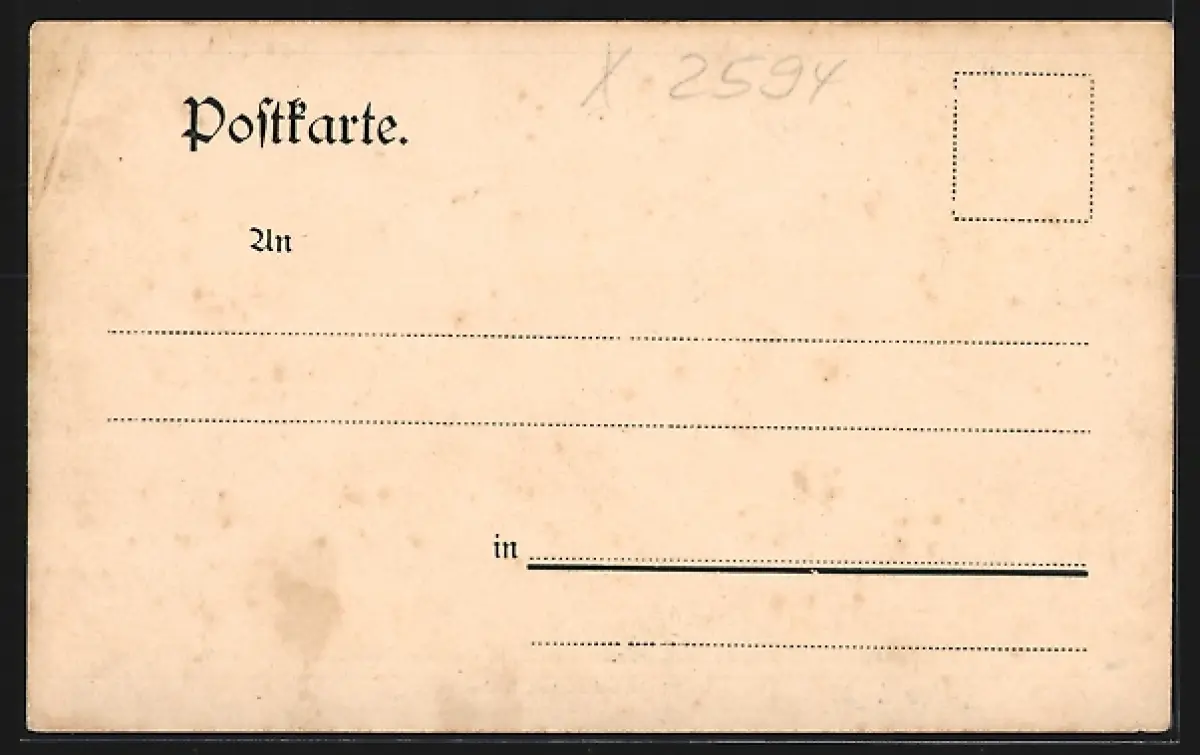 X 2594
Poſtkarte.
An
in